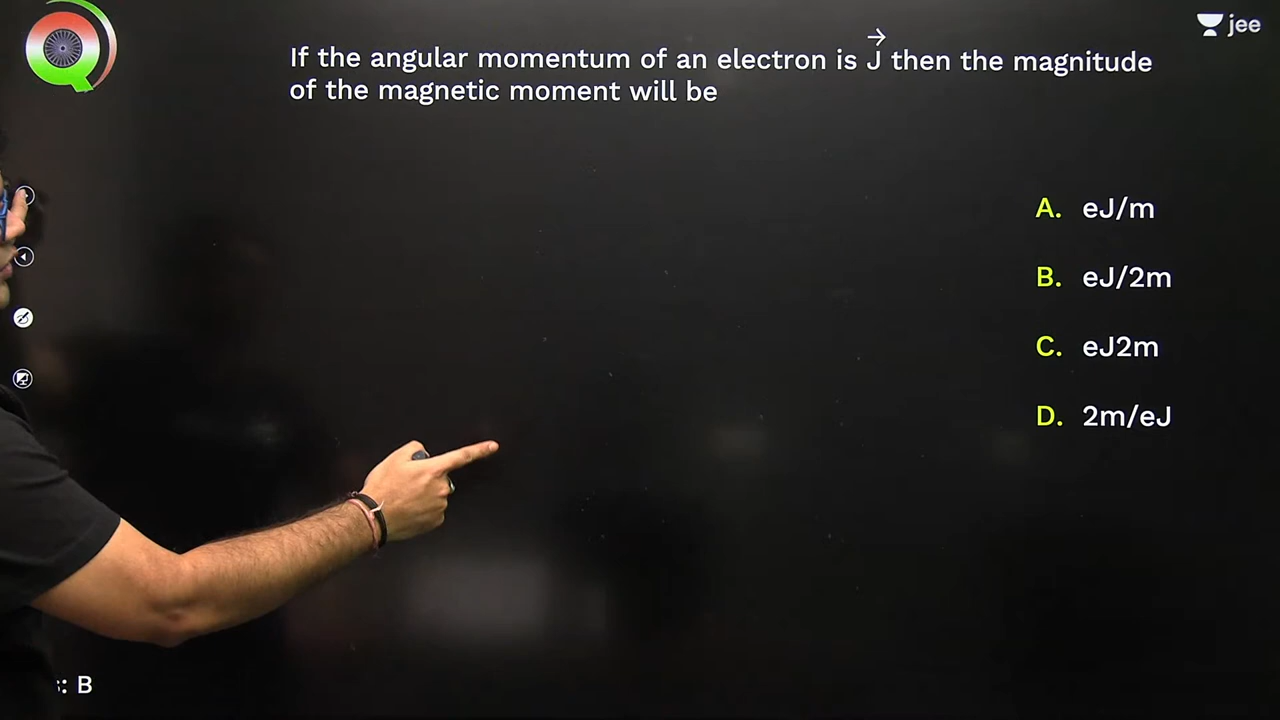 jee
If the angular momentum of an electron is J then the magnitude
of the magnetic moment will be
A. eJ/m
B. eJ/2m
C. eJ2m
D. 2m/eJ
: B